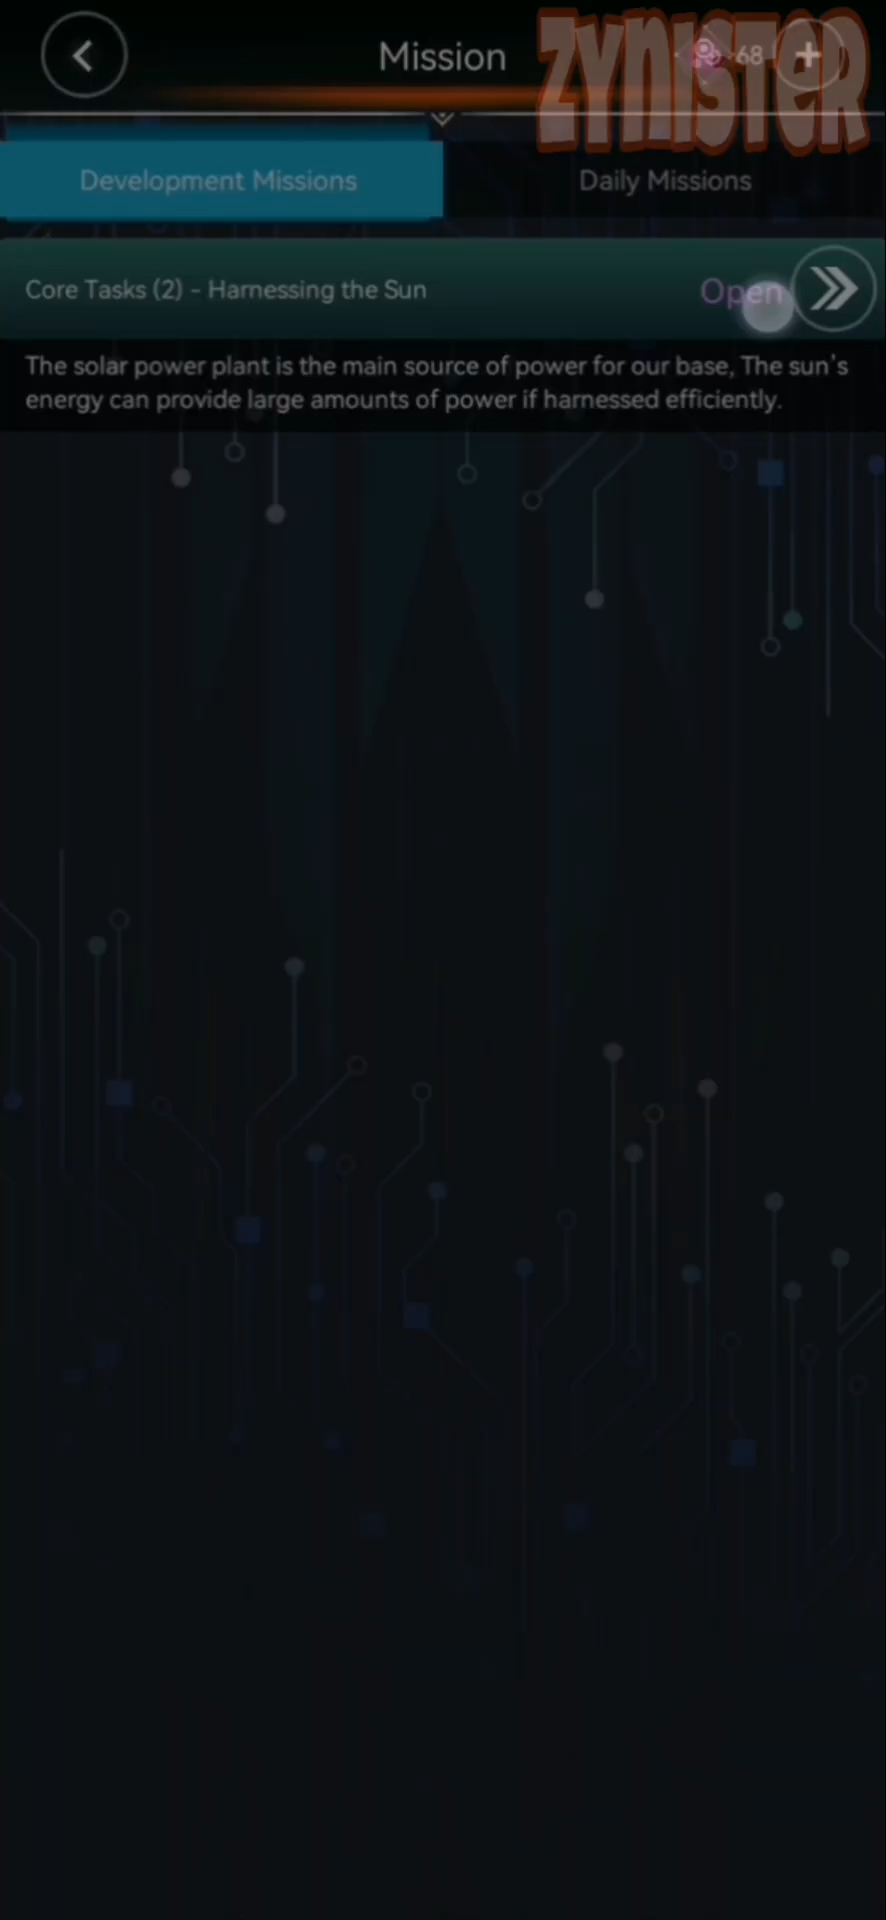 Mission
ZYNISTER
68
Development Missions
Daily Missions
Core Tasks (2) - Harnessing the Sun
Open
The solar power plant is the main source of power for our base, The sun's
energy can provide large amounts of power if harnessed efficiently.